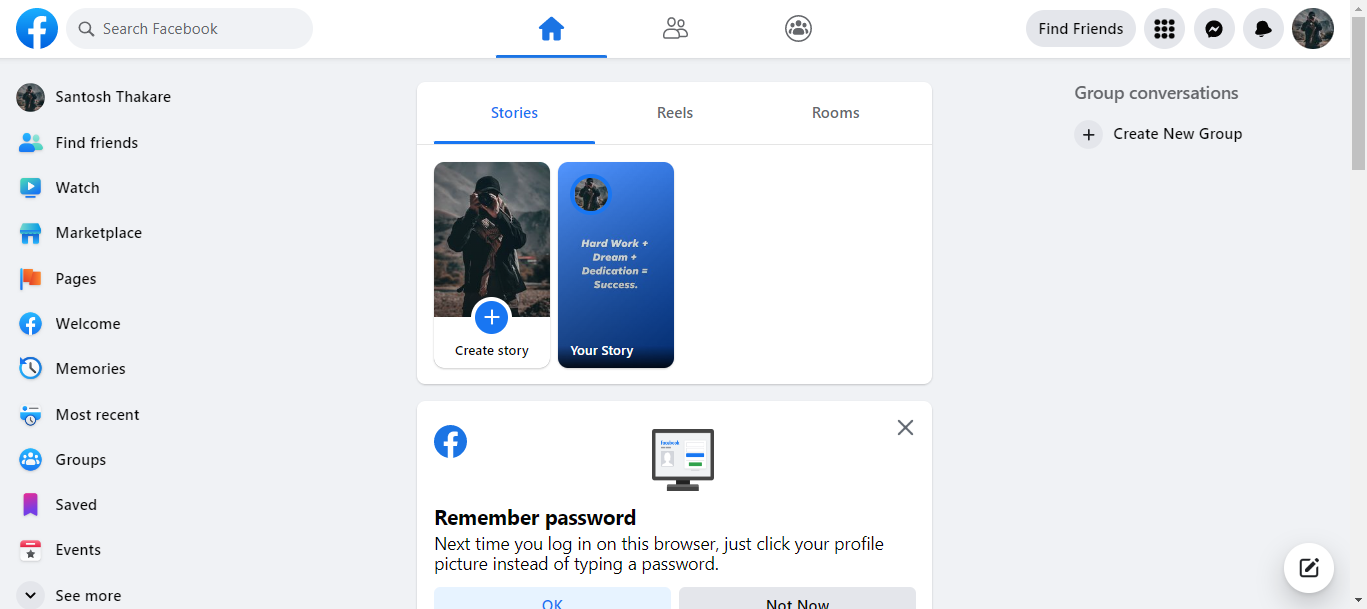 Search Facebook
Find Friends
Santosh Thakare
Find friends
Watch
Marketplace
Pages
Welcome
Memories
Most recent
Groups
Saved
Events
See more
Stories
Reels
Rooms
Create story
Hard Work +
Dream +
Dedication =
Success.
Your Story
facebook
Remember password
Next time you log in on this browser, just click your profile
picture instead of typing a password.
OK
Not Now
Group conversations
Create New Group